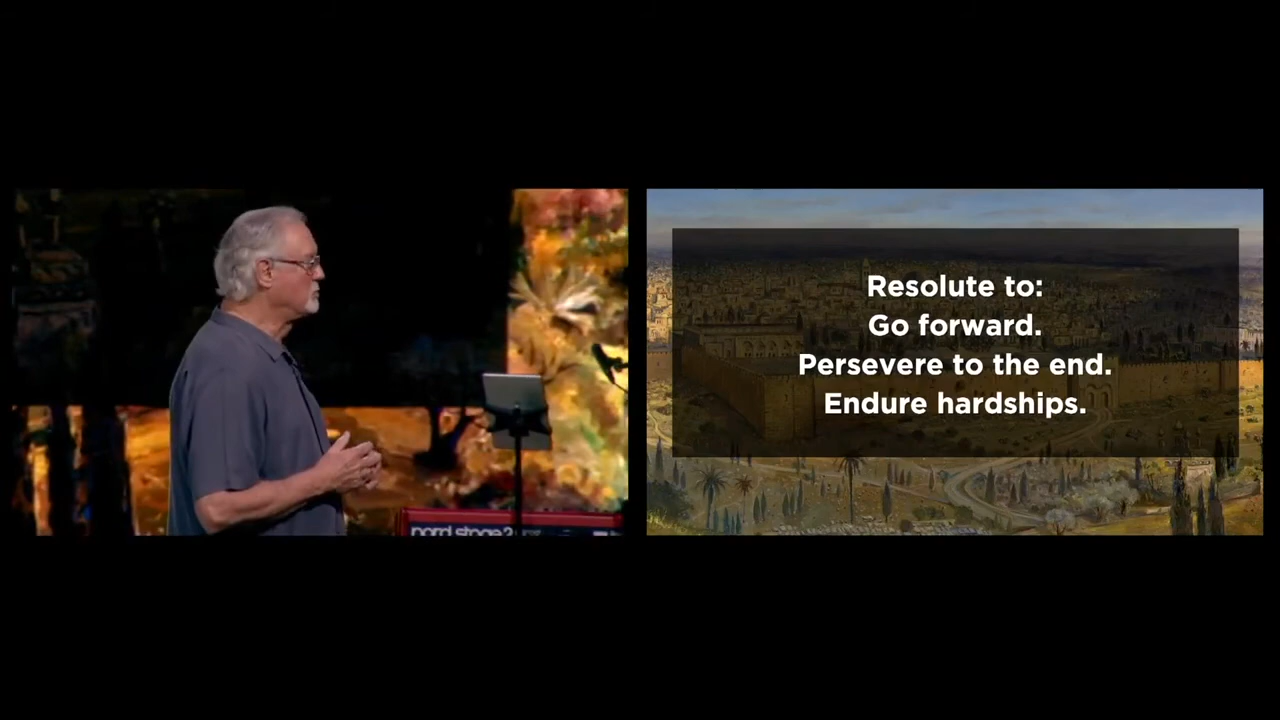 Resolute to:
Go forward.
Persevere to the end.
Endure hardships.
nord stage 2